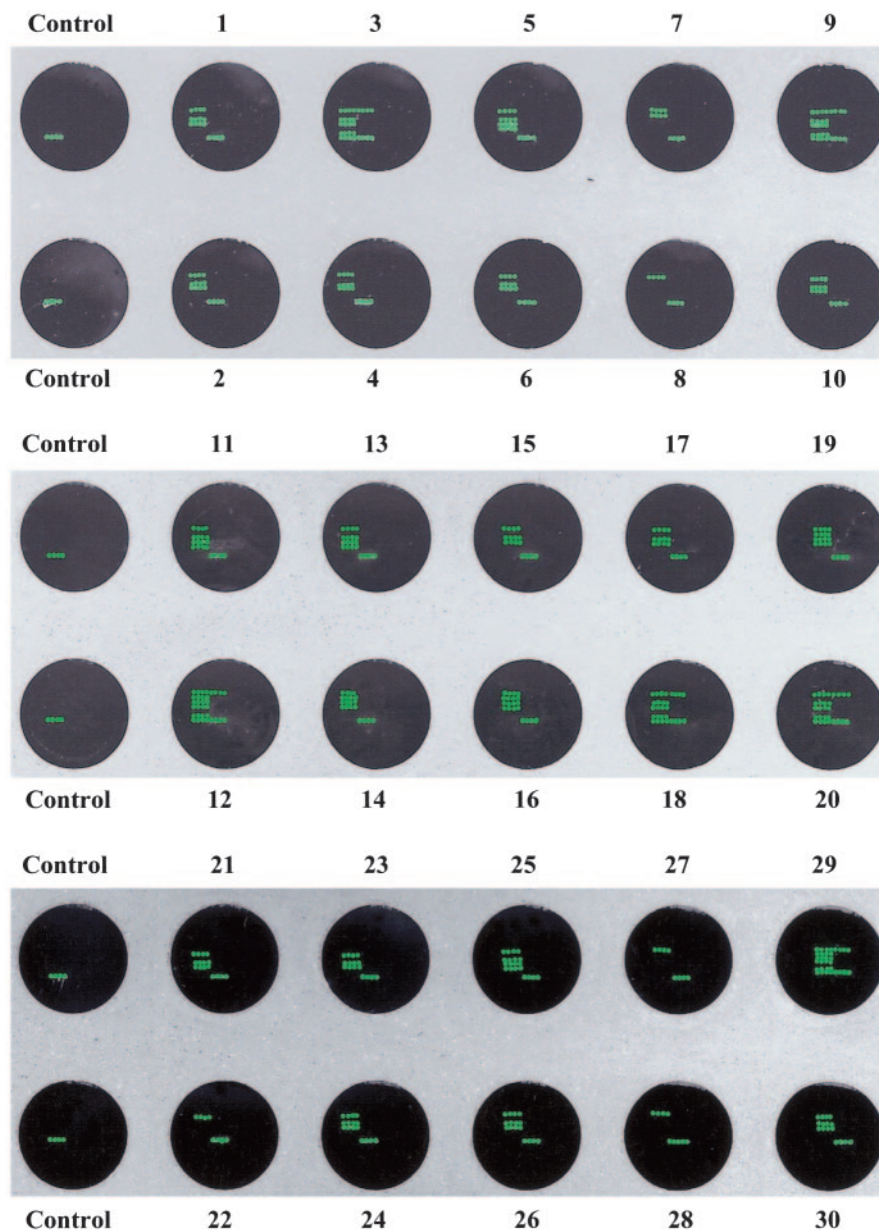 Control 1 3 5 7 9
Control 2 4 6 8 10
Control 11 13 15 17 19
Control 12 14 16 18 20
Control 21 23 25 27 29
Control 22 24 26 28 30